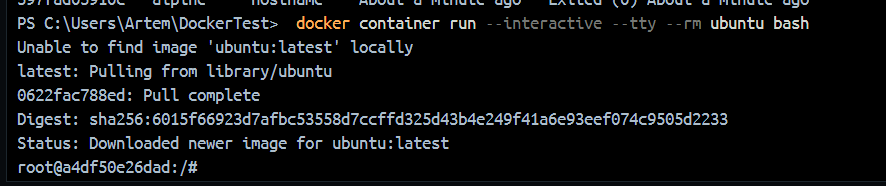 PS C:\Users\Artem\DockerTest> docker container run --interactive --tty --rm ubuntu bash
Unable to find image 'ubuntu:latest' locally
latest: Pulling from library/ubuntu
0622fac788ed: Pull complete
Digest: sha256:6015f66923d7afbc53558d7ccffd325d43b4e249f41a6e93eef074c9505d2233
Status: Downloaded newer image for ubuntu:latest
root@a4df50e26dad:/#